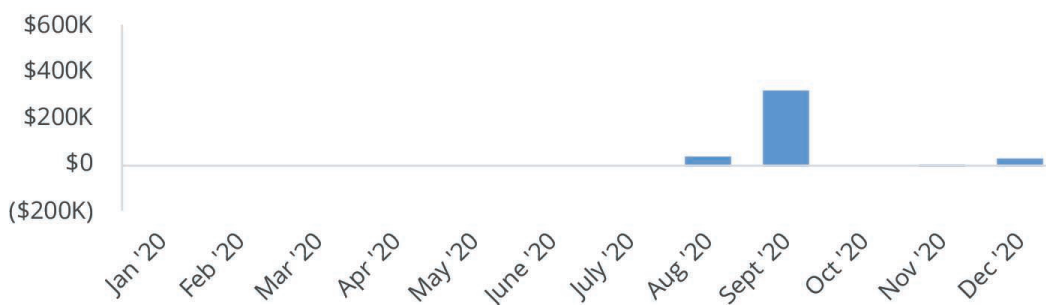 $600K
$400K
$200K
$0
($200K)
Jan '20
Feb '20
Mar '20
Apr '20
May '20
June '20
July '20
Aug '20
Sept '20
Oct '20
Nov '20
Dec '20